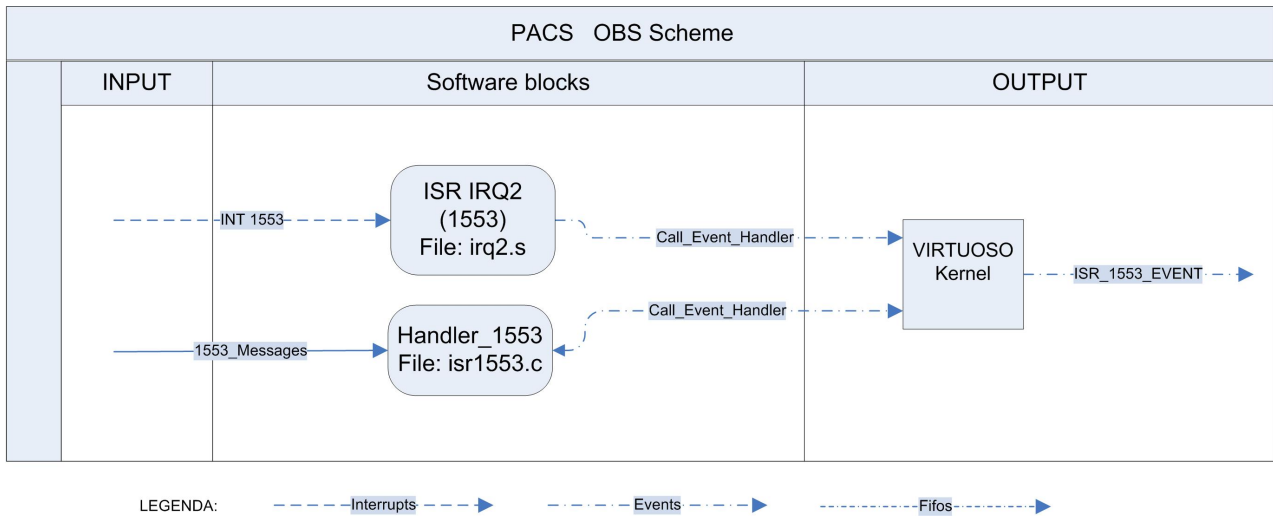 PACS OBS Scheme
INPUT
Software blocks
OUTPUT
ISR IRQ2
(1553)
File: irq2.s
INT 1553
Call_Event_Handler
VIRTUOSO
Kernel
ISR_1553_EVENT
Call_Event_Handler
Handler_1553
File: isr1553.c
1553_Messages
LEGENDA:
Interrupts
Events
Fifos